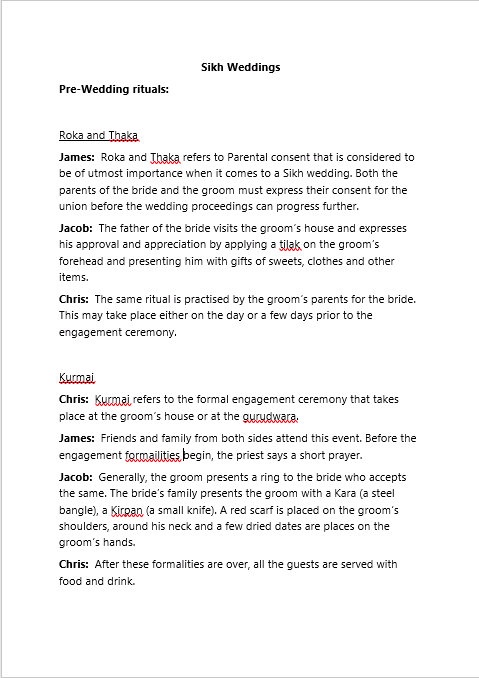 Sikh Weddings
Pre-Wedding rituals:
Roka and Thaka
James:  Roka and Thaka refers to Parental consent that is considered to
be of utmost importance when it comes to a Sikh wedding. Both the
parents of the bride and the groom must express their consent for the
union before the wedding proceedings can progress further.
Jacob:  The father of the bride visits the groom's house and expresses
his approval and appreciation by applying a tilak on the groom's
forehead and presenting him with gifts of sweets, clothes and other
items.
Chris:  The same ritual is practised by the groom's parents for the bride.
This may take place either on the day or a few days prior to the
engagement ceremony.
Kurmai
Chris:  Kurmai refers to the formal engagement ceremony that takes
place at the groom's house or at the gurudwara.
James:  Friends and family from both sides attend this event. Before the
engagement formailities begin, the priest says a short prayer.
Jacob:  Generally, the groom presents a ring to the bride who accepts
the same. The bride's family presents the groom with a Kara (a steel
bangle), a Kirpan (a small knife). A red scarf is placed on the groom's
shoulders, around his neck and a few dried dates are places on the
groom's hands.
Chris:  After these formalities are over, all the guests are served with
food and drink.